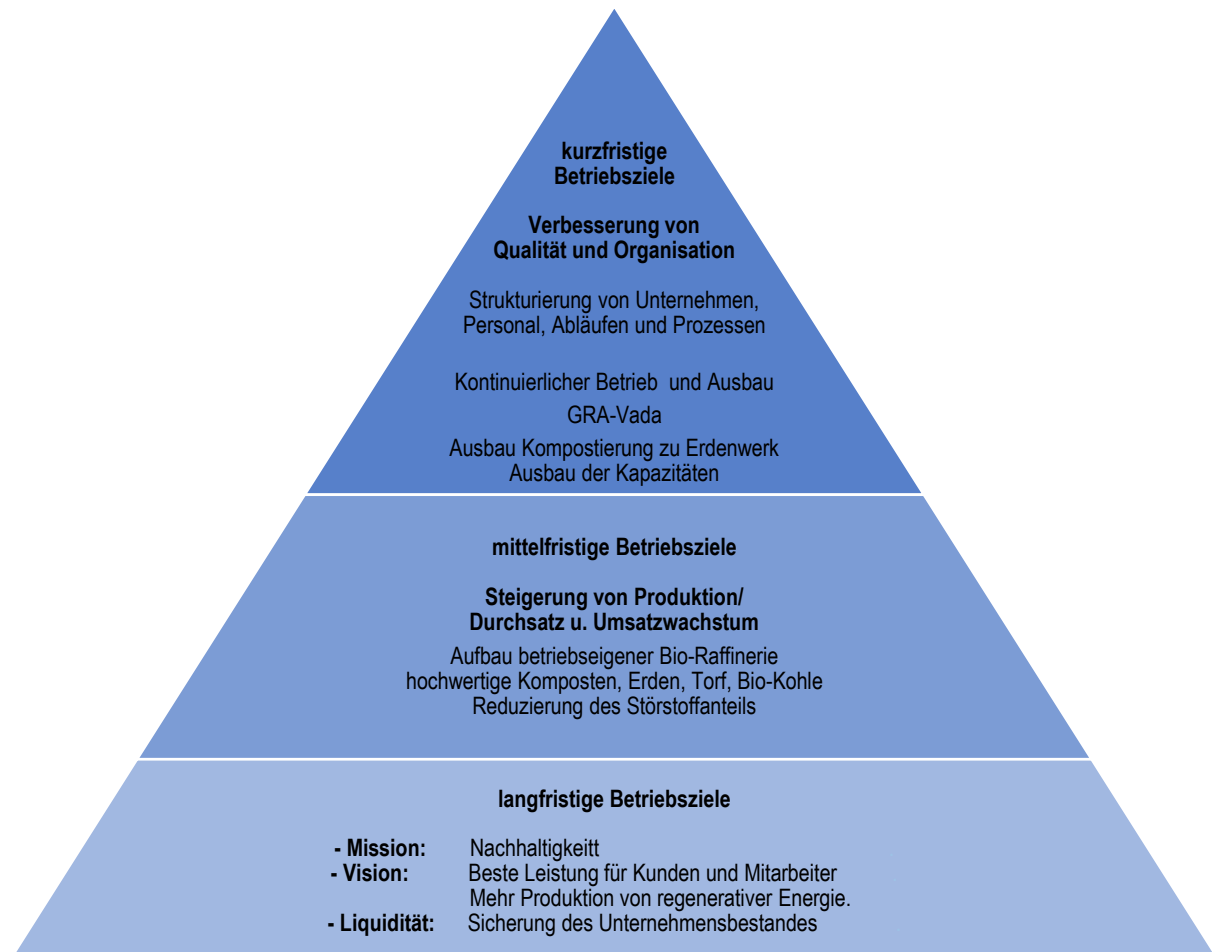 kurzfristige
Betriebsziele
Verbesserung von
Qualität und Organisation
Strukturierung von Unternehmen,
Personal, Abläufen und Prozessen
Kontinuierlicher Betrieb und Ausbau
GRA-Vada
Ausbau Kompostierung zu Erdenwerk
Ausbau der Kapazitäten
mittelfristige Betriebsziele
Steigerung von Produktion/
Durchsatz u. Umsatzwachstum
Aufbau betriebseigener Bio-Raffinerie
hochwertige Komposten, Erden, Torf, Bio-Kohle
Reduzierung des Störstoffanteils
langfristige Betriebsziele
- Mission: Nachhaltigkeitt
- Vision: Beste Leistung für Kunden und Mitarbeiter
Mehr Produktion von regenerativer Energie.
- Liquidität: Sicherung des Unternehmensbestandes